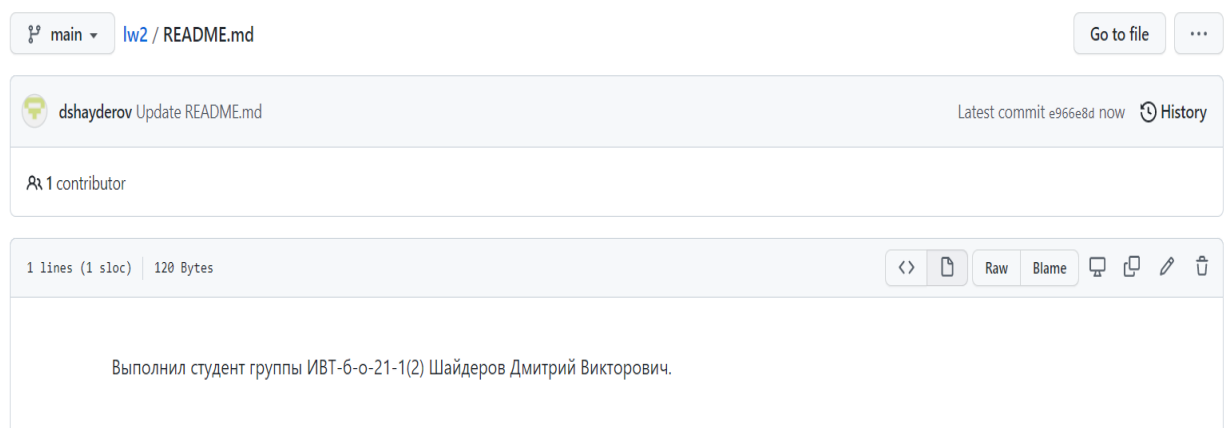 main lw2 / README.md Go to file ...
dshayderov Update README.md Latest commit e966e8d now History
1 contributor
1 lines (1 sloc) 120 Bytes <> Raw Blame
Выполнил студент группы ИВТ-б-о-21-1(2) Шайдеров Дмитрий Викторович.